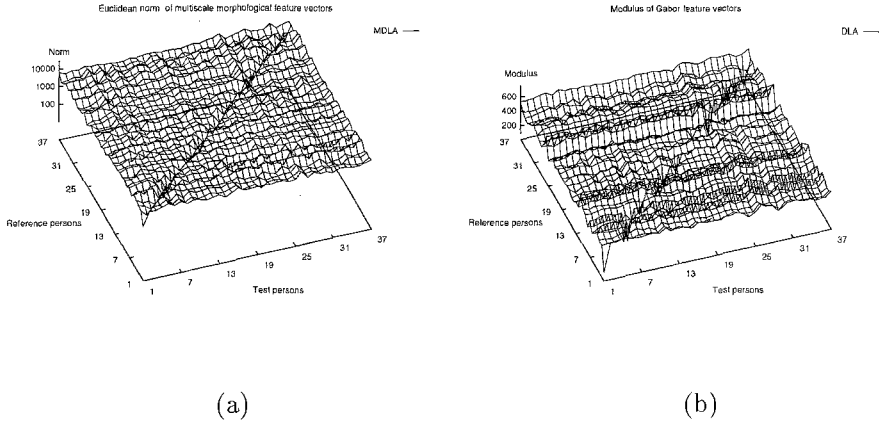 Euclidean norm of multiscale morphological feature vectors
MDLA
Norm
10000
1000
100
37
31
25
19
13
7
1
Reference persons
1
7
13
19
25
31
37
Test persons
(a)
Modulus of Gabor feature vectors
DLA
Modulus
600
400
200
37
31
25
19
13
7
1
Reference persons
1
7
13
19
25
31
37
Test persons
(b)